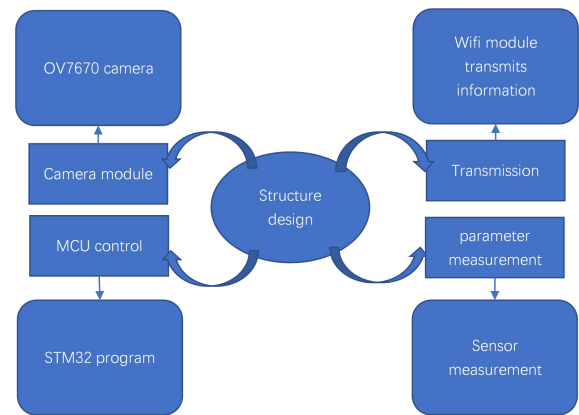 OV7670 camera
Camera module
MCU control
STM32 program
Structure
design
Wifi module
transmits
information
Transmission
parameter
measurement
Sensor
measurement